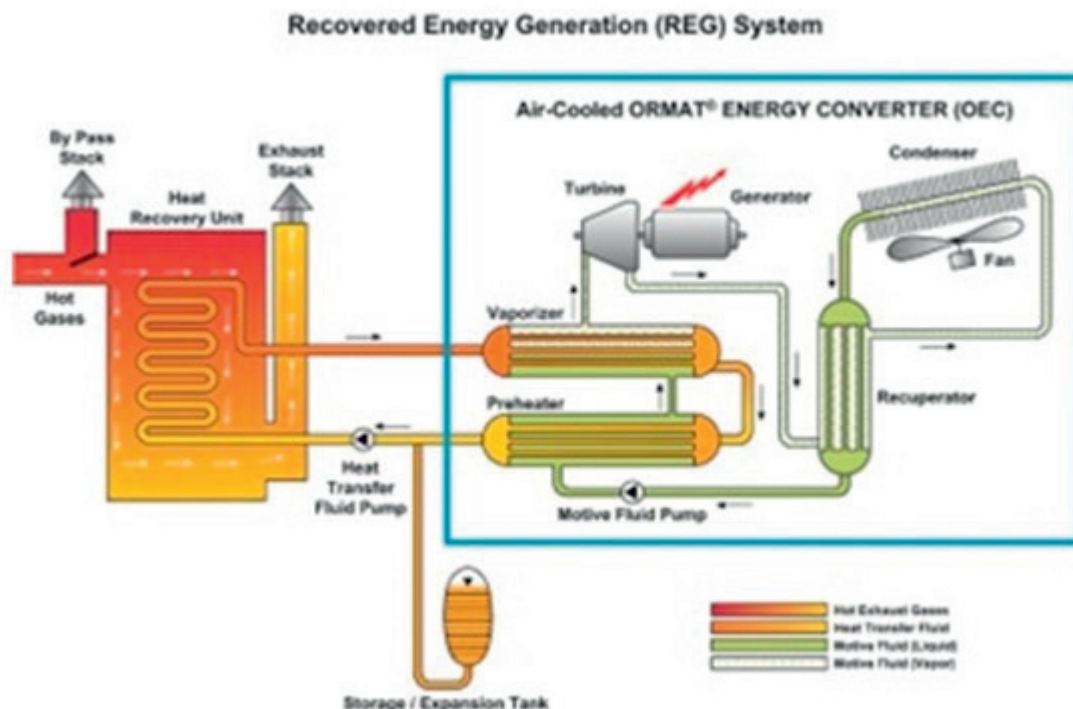 Recovered Energy Generation (REG) System
Air-Cooled ORMAT® ENERGY CONVERTER (OEC)
By Pass
Stack
Exhaust
Stack
Heat
Recovery Unit
Hot
Gases
Condenser
Turbine
Generator
Fan
Vaporizer
Preheater
Recuperator
Heat
Transfer
Fluid Pump
Motive Fluid Pump
Storage / Expansion Tank
Hot Exhaust Gases
Heat Transfer Fluid
Motive Fluid (Liquid)
Motive Fluid (Vapor)